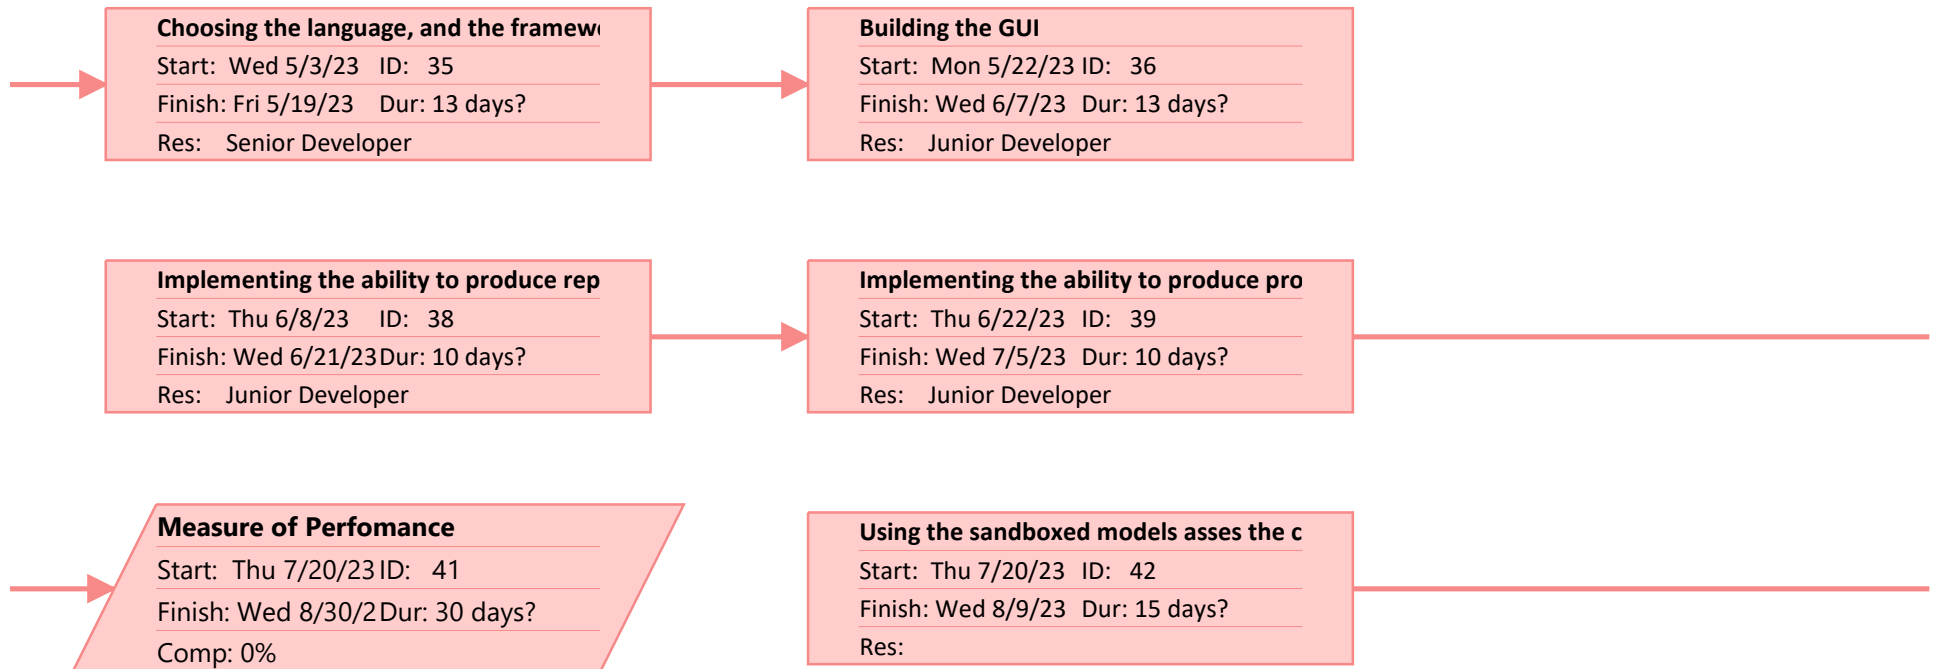 Choosing the language, and the framew
Start: Wed 5/3/23 ID: 35
Finish: Fri 5/19/23 Dur: 13 days?
Res: Senior Developer
Building the GUI
Start: Mon 5/22/23 ID: 36
Finish: Wed 6/7/23 Dur: 13 days?
Res: Junior Developer
Implementing the ability to produce rep
Start: Thu 6/8/23 ID: 38
Finish: Wed 6/21/23 Dur: 10 days?
Res: Junior Developer
Implementing the ability to produce pro
Start: Thu 6/22/23 ID: 39
Finish: Wed 7/5/23 Dur: 10 days?
Res: Junior Developer
Measure of Perfomance
Start: Thu 7/20/23 ID: 41
Finish: Wed 8/30/2 Dur: 30 days?
Comp: 0%
Using the sandboxed models asses the c
Start: Thu 7/20/23 ID: 42
Finish: Wed 8/9/23 Dur: 15 days?
Res: